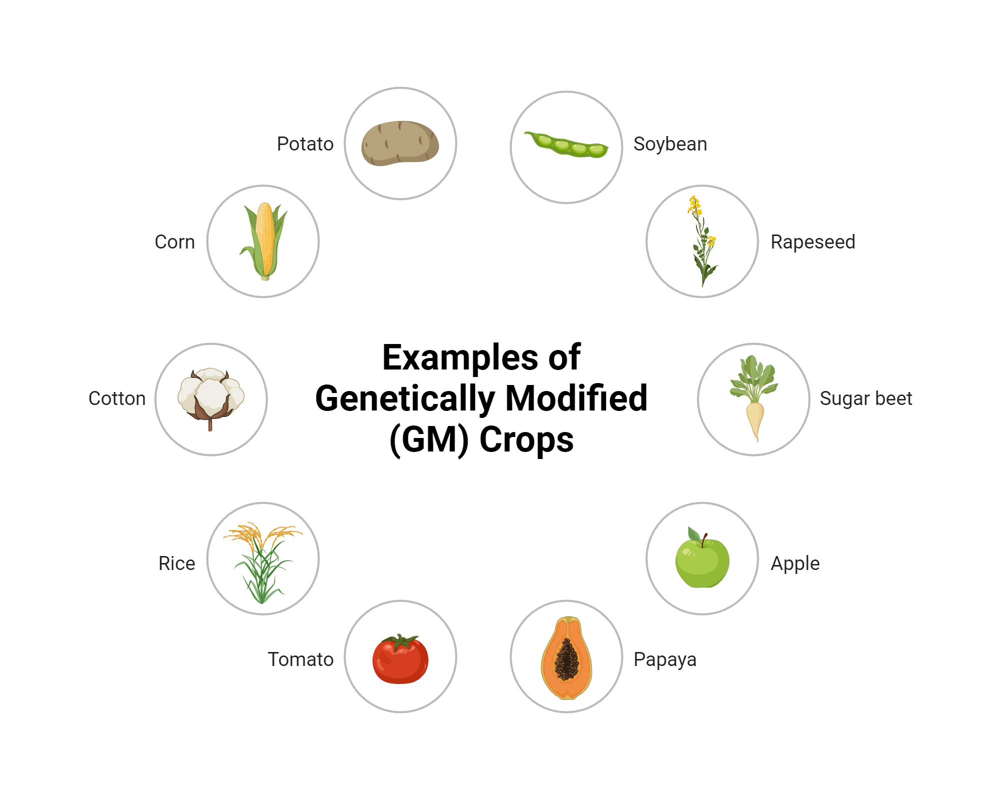 Potato
Soybean
Corn
Rapeseed
Examples of
Genetically Modified
(GM) Crops
Cotton
Sugar beet
Rice
Apple
Tomato
Papaya